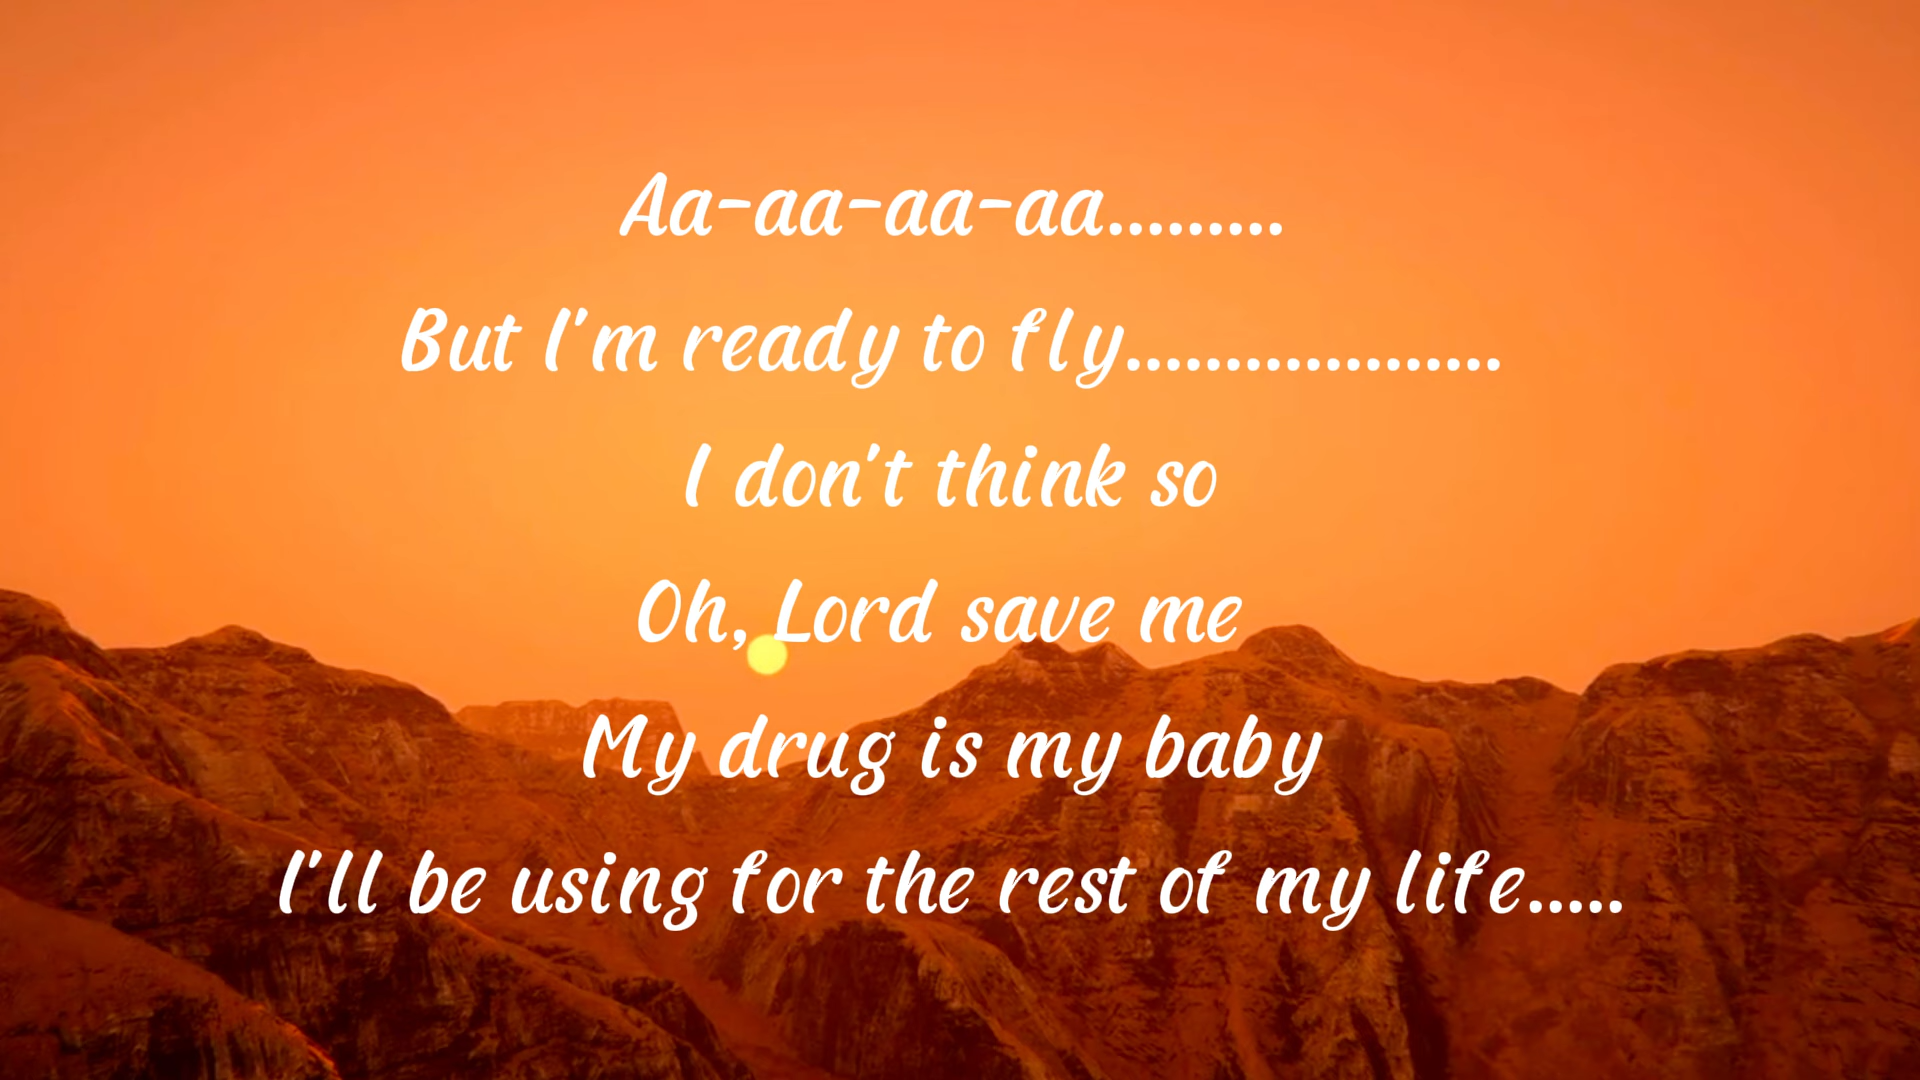 Aa-aa-aa-aa.........
But I'm ready to fly...................
I don't think so
Oh, Lord save me
My drug is my baby
I'll be using for the rest of my life.....